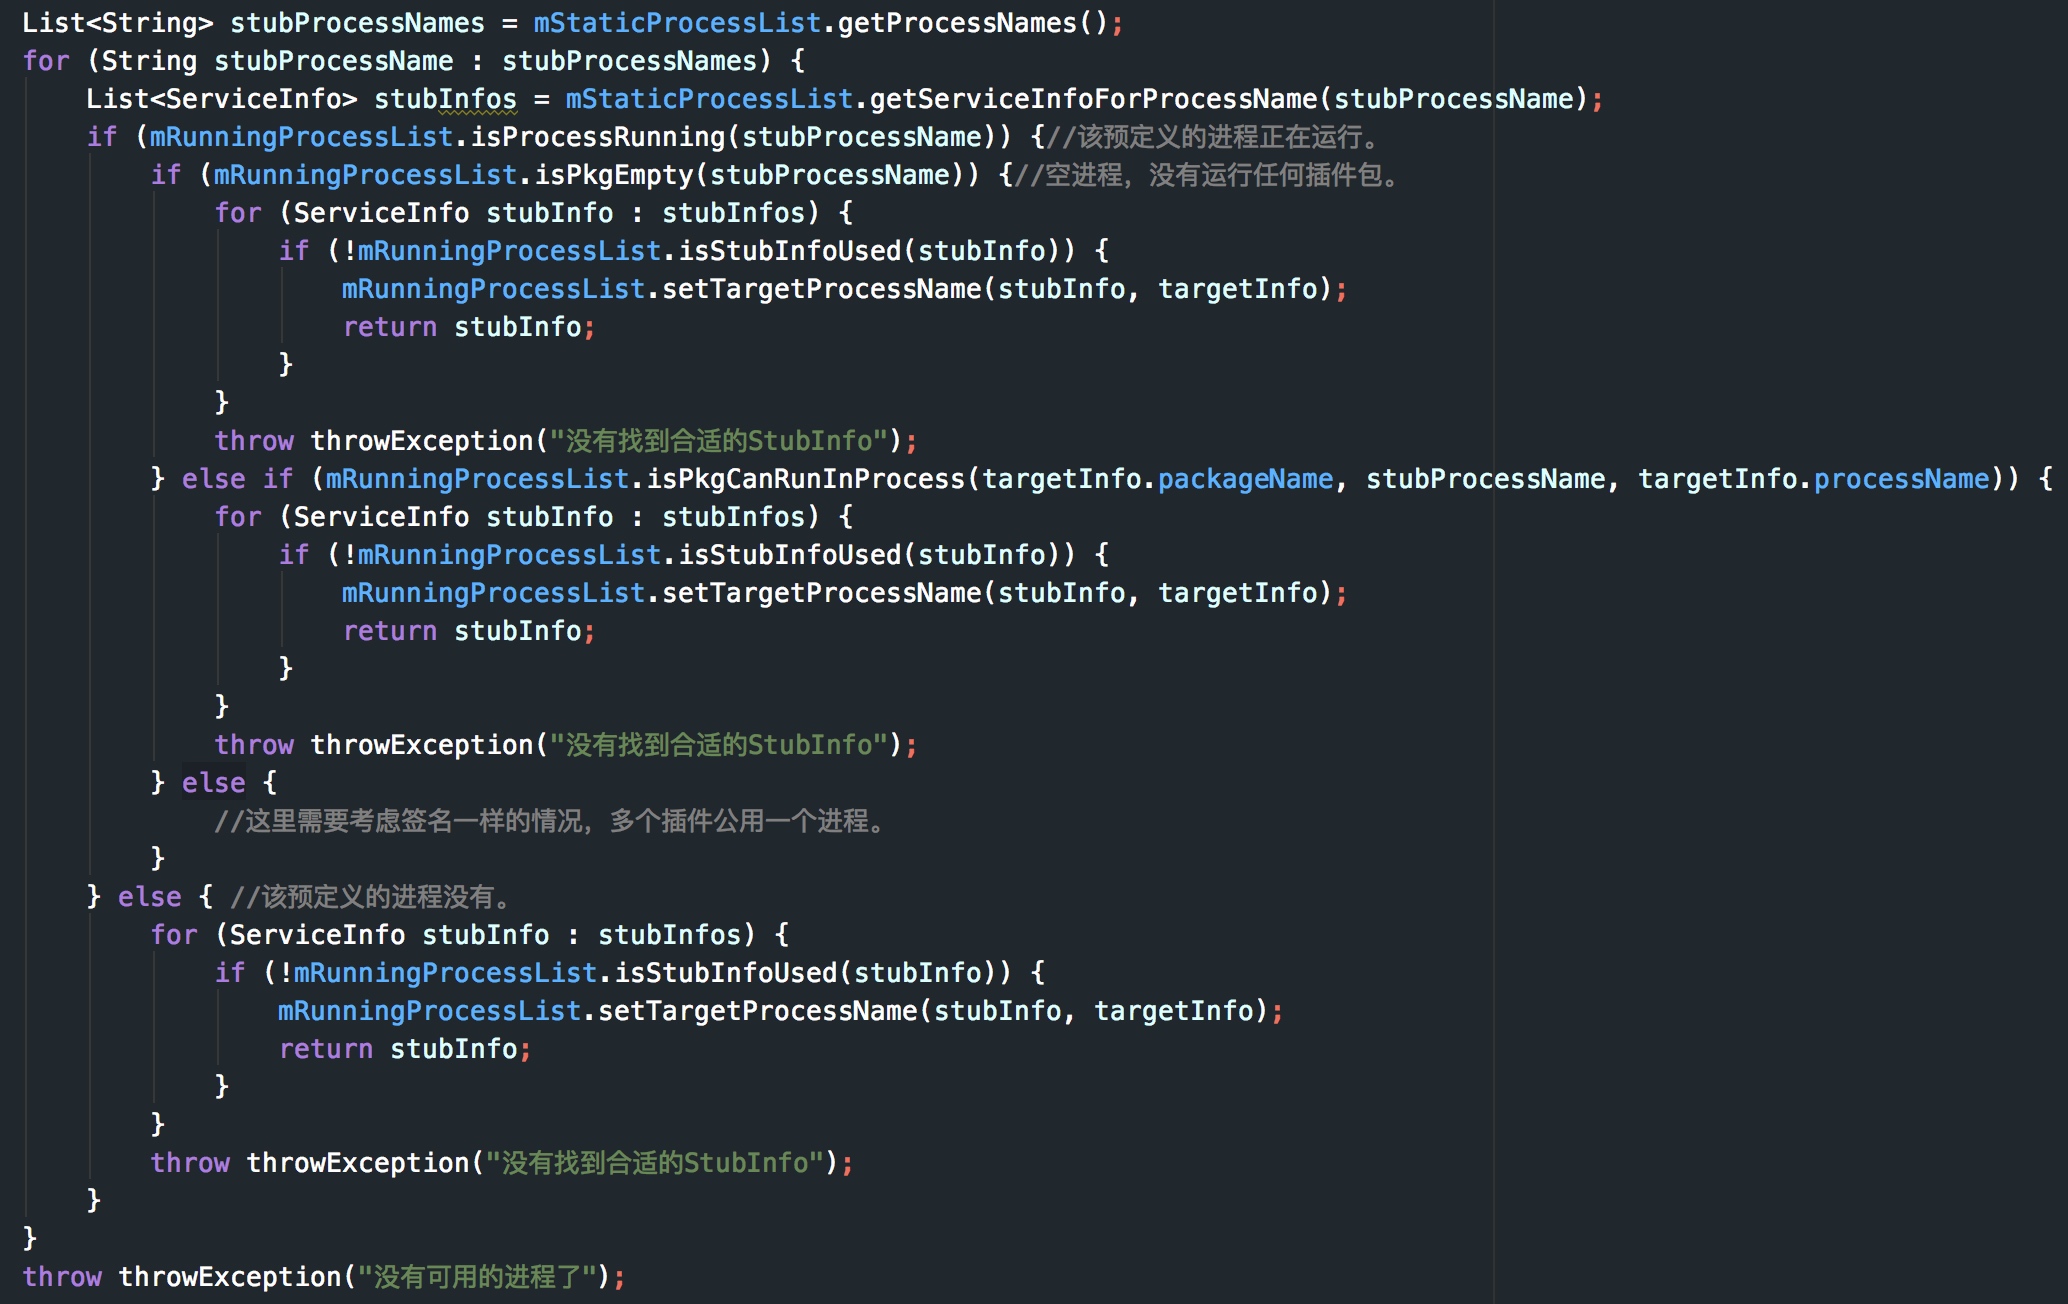 List<String> stubProcessNames = mStaticProcessList.getProcessNames();
for (String stubProcessName : stubProcessNames) {
    List<ServiceInfo> stubInfos = mStaticProcessList.getServiceInfoForProcessName(stubProcessName);
    if (mRunningProcessList.isProcessRunning(stubProcessName)) {//该预定义的进程正在运行。
        if (mRunningProcessList.isPkgEmpty(stubProcessName)) {//空进程，没有运行任何插件包。
            for (ServiceInfo stubInfo : stubInfos) {
                if (!mRunningProcessList.isStubInfoUsed(stubInfo)) {
                    mRunningProcessList.setTargetProcessName(stubInfo, targetInfo);
                    return stubInfo;
                }
            }
            throw throwException("没有找到合适的StubInfo");
        } else if (mRunningProcessList.isPkgCanRunInProcess(targetInfo.packageName, stubProcessName, targetInfo.processName)) {
            for (ServiceInfo stubInfo : stubInfos) {
                if (!mRunningProcessList.isStubInfoUsed(stubInfo)) {
                    mRunningProcessList.setTargetProcessName(stubInfo, targetInfo);
                    return stubInfo;
                }
            }
            throw throwException("没有找到合适的StubInfo");
        } else {
            //这里需要考虑签名一样的情况，多个插件公用一个进程。
        }
    } else { //该预定义的进程没有。
        for (ServiceInfo stubInfo : stubInfos) {
            if (!mRunningProcessList.isStubInfoUsed(stubInfo)) {
                mRunningProcessList.setTargetProcessName(stubInfo, targetInfo);
                return stubInfo;
            }
        }
        throw throwException("没有找到合适的StubInfo");
    }
}
throw throwException("没有可用的进程了");